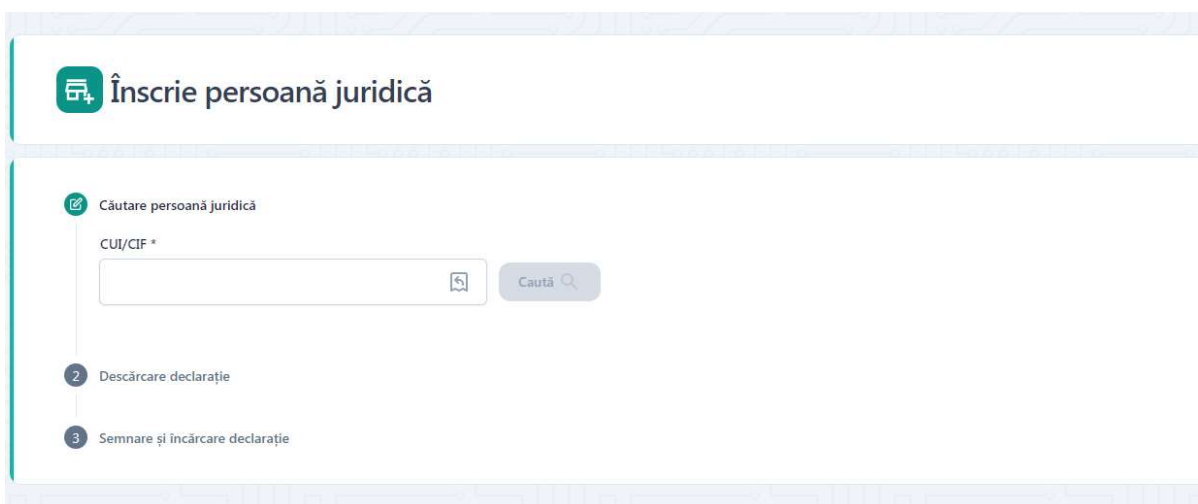 Înscrie persoană juridică
Căutare persoană juridică
CUI/CIF *
Caută
2 Descărcare declarație
3 Semnare și încărcare declarație